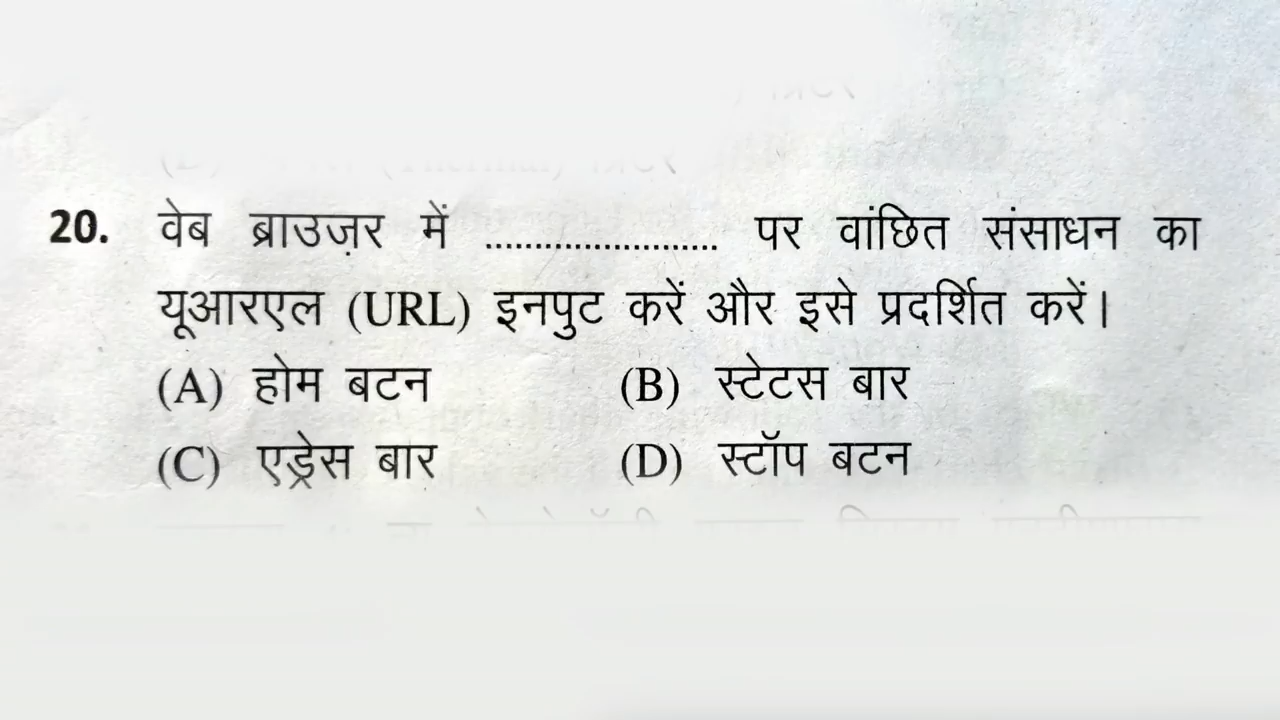 20. वेब ब्राउज़र में ........................ पर वांछित संसाधन का
यूआरएल (URL) इनपुट करें और इसे प्रदर्शित करें।
(A) होम बटन (B) स्टेटस बार
(C) एड्रेस बार (D) स्टॉप बटन